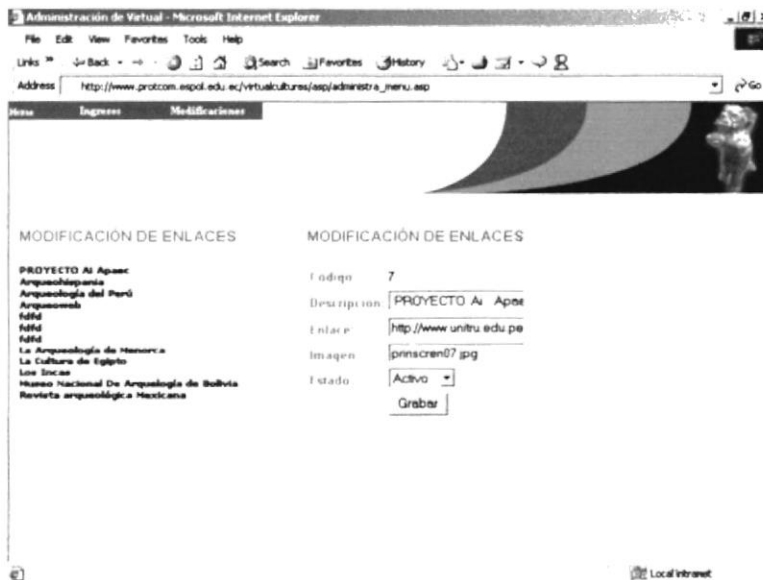 Administración de Virtual - Microsoft Internet Explorer
File Edit View Favorites Tools Help
Links » Back Search Favorites History
Address http://www.protcom.espol.edu.ec/virtualcultures/asp/administra_menu.asp Go
Menu Ingresos Modificaciones
MODIFICACIÓN DE ENLACES
PROYECTO Ai Apaec
Arqueohispania
Arqueología del Perú
Arqueoweb
fdfd
fdfd
fdfd
La Arqueología de Menorca
La Cultura de Egipto
Los Incas
Museo Nacional De Arquelogía de Bolivia
Revista arqueológica Mexicana
MODIFICACIÓN DE ENLACES
Codigo 7
Descripcion PROYECTO Ai Apae
Enlace http://www.unitru.edu.pe
Imagen prinscren07.jpg
Estado Activo
Grabar
Local intranet